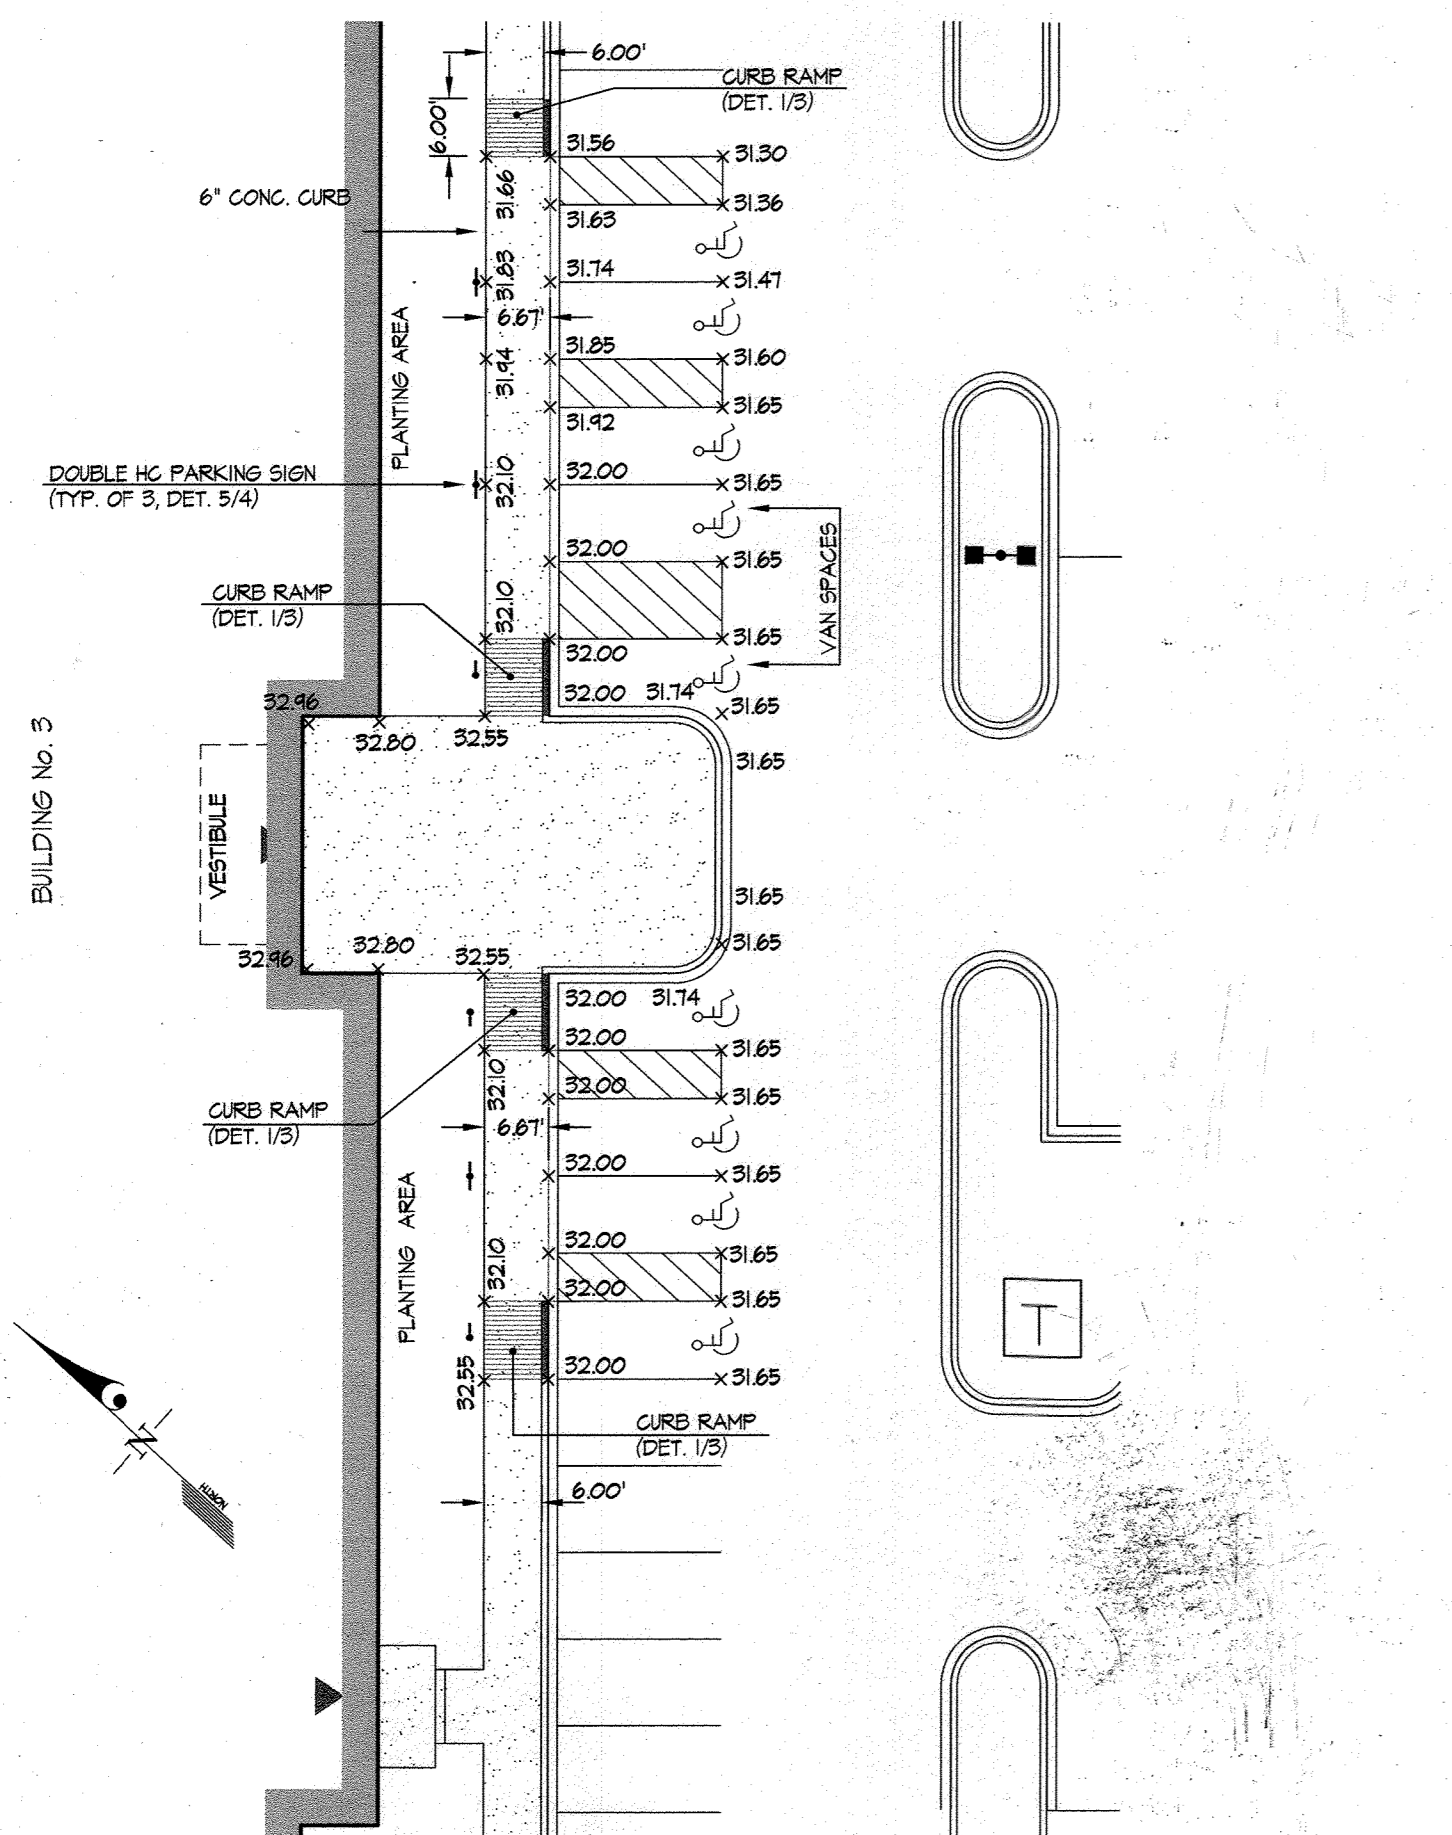 6.00'
CURB RAMP
(DET. 1/3)
6.00'
31.56
31.30
6" CONC. CURB
31.66
31.36
31.63
31.83
31.74
31.47
6.67'
PLANTING AREA
31.94
31.85
31.60
31.65
31.92
DOUBLE HC PARKING SIGN
(TYP. OF 3, DET. 5/4)
32.10
32.00
31.65
VAN SPACES
32.00
31.65
CURB RAMP
(DET. 1/3)
32.10
31.65
32.00
32.96
32.00
31.74
31.65
32.80
32.55
BUILDING No. 3
31.65
VESTIBULE
31.65
32.96
32.80
32.55
31.65
32.00
31.74
32.00
31.65
32.10
32.00
31.65
CURB RAMP
(DET. 1/3)
6.67'
32.00
31.65
PLANTING AREA
32.10
32.00
31.65
32.00
31.65
32.55
32.00
31.65
CURB RAMP
(DET. 1/3)
T
N
NORTH
6.00'